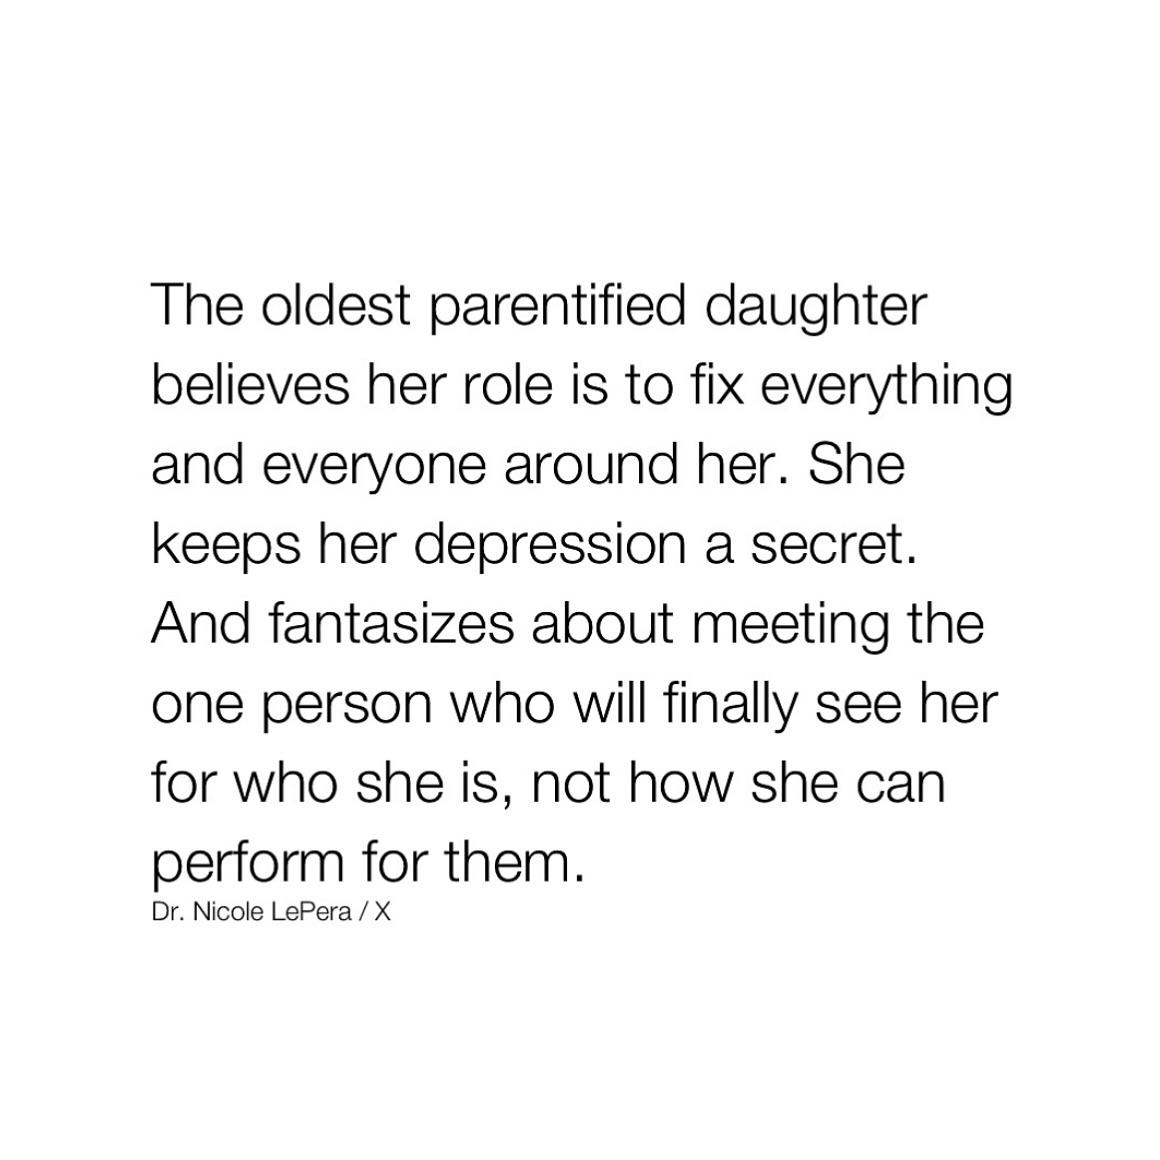 The oldest parentified daughter
believes her role is to fix everything
and everyone around her. She
keeps her depression a secret.
And fantasizes about meeting the
one person who will finally see her
for who she is, not how she can
perform for them.
Dr. Nicole LePera / X